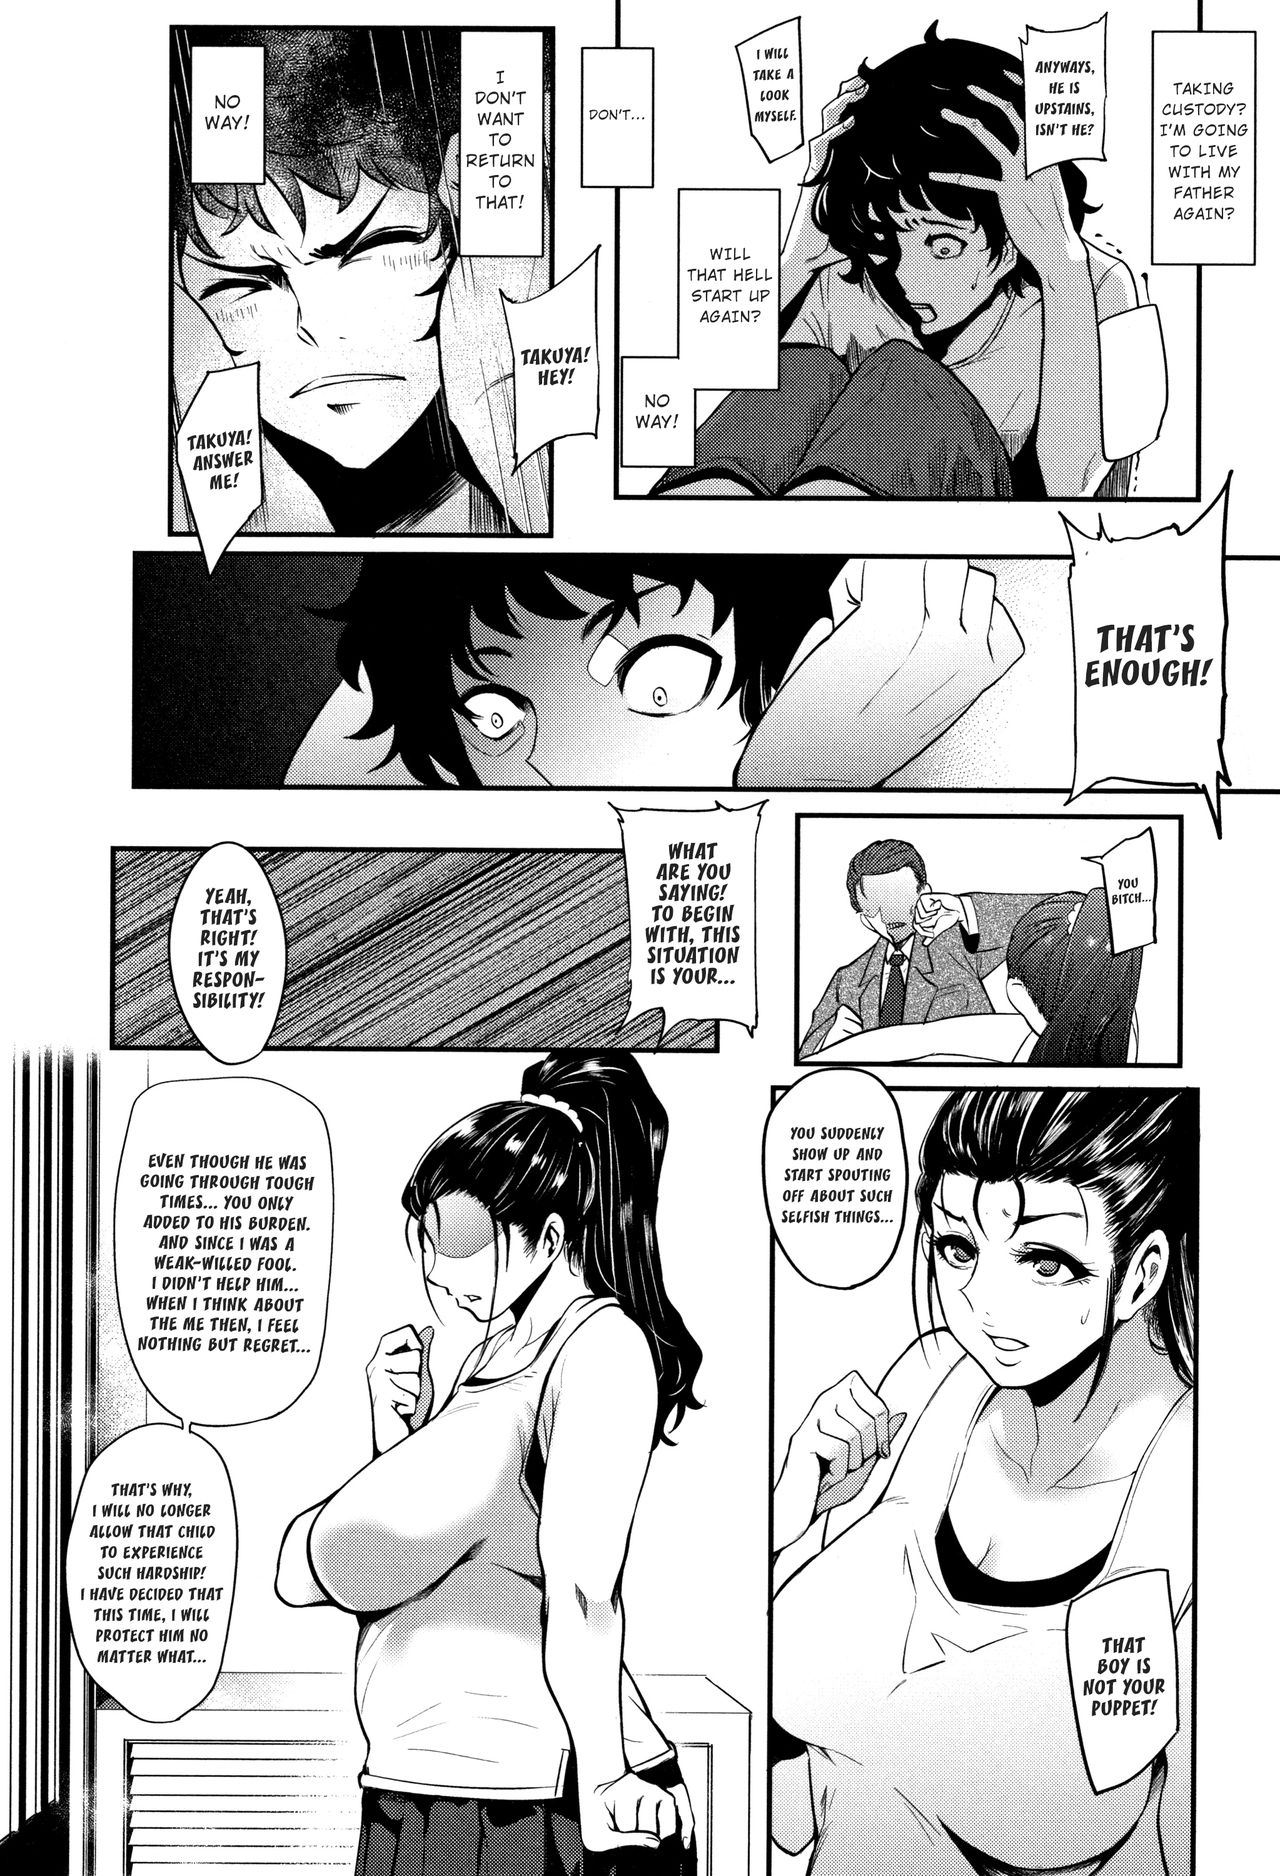 TAKING
CUSTODY?
I'M GOING
TO LIVE
WITH MY
FATHER
AGAIN?
ANYWAYS,
HE IS
UPSTAINS,
ISN'T HE?
I WILL
TAKE A
LOOK
MYSELF.
WILL
THAT HELL
START UP
AGAIN?
NO
WAY!
DON'T...
I
DON'T
WANT
TO
RETURN
TO
THAT!
NO
WAY!
TAKUYA!
HEY!
TAKUYA!
ANSWER
ME!
THAT'S
ENOUGH!
YOU
BITCH...
WHAT
ARE YOU
SAYING!
TO BEGIN
WITH, THIS
SITUATION
IS YOUR...
YEAH,
THAT'S
RIGHT!
IT'S MY
RESPON-
SIBILITY!
YOU SUDDENLY
SHOW UP AND
START SPOUTING
OFF ABOUT SUCH
SELFISH THINGS...
THAT
BOY IS
NOT YOUR
PUPPET!
EVEN THOUGH HE WAS
GOING THROUGH TOUGH
TIMES... YOU ONLY
ADDED TO HIS BURDEN.
AND SINCE I WAS A
WEAK-WILLED FOOL.
I DIDN'T HELP HIM...
WHEN I THINK ABOUT
THE ME THEN, I FEEL
NOTHING BUT REGRET...
THAT'S WHY,
I WILL NO LONGER
ALLOW THAT CHILD
TO EXPERIENCE
SUCH HARDSHIP!
I HAVE DECIDED THAT
THIS TIME, I WILL
PROTECT HIM NO
MATTER WHAT...